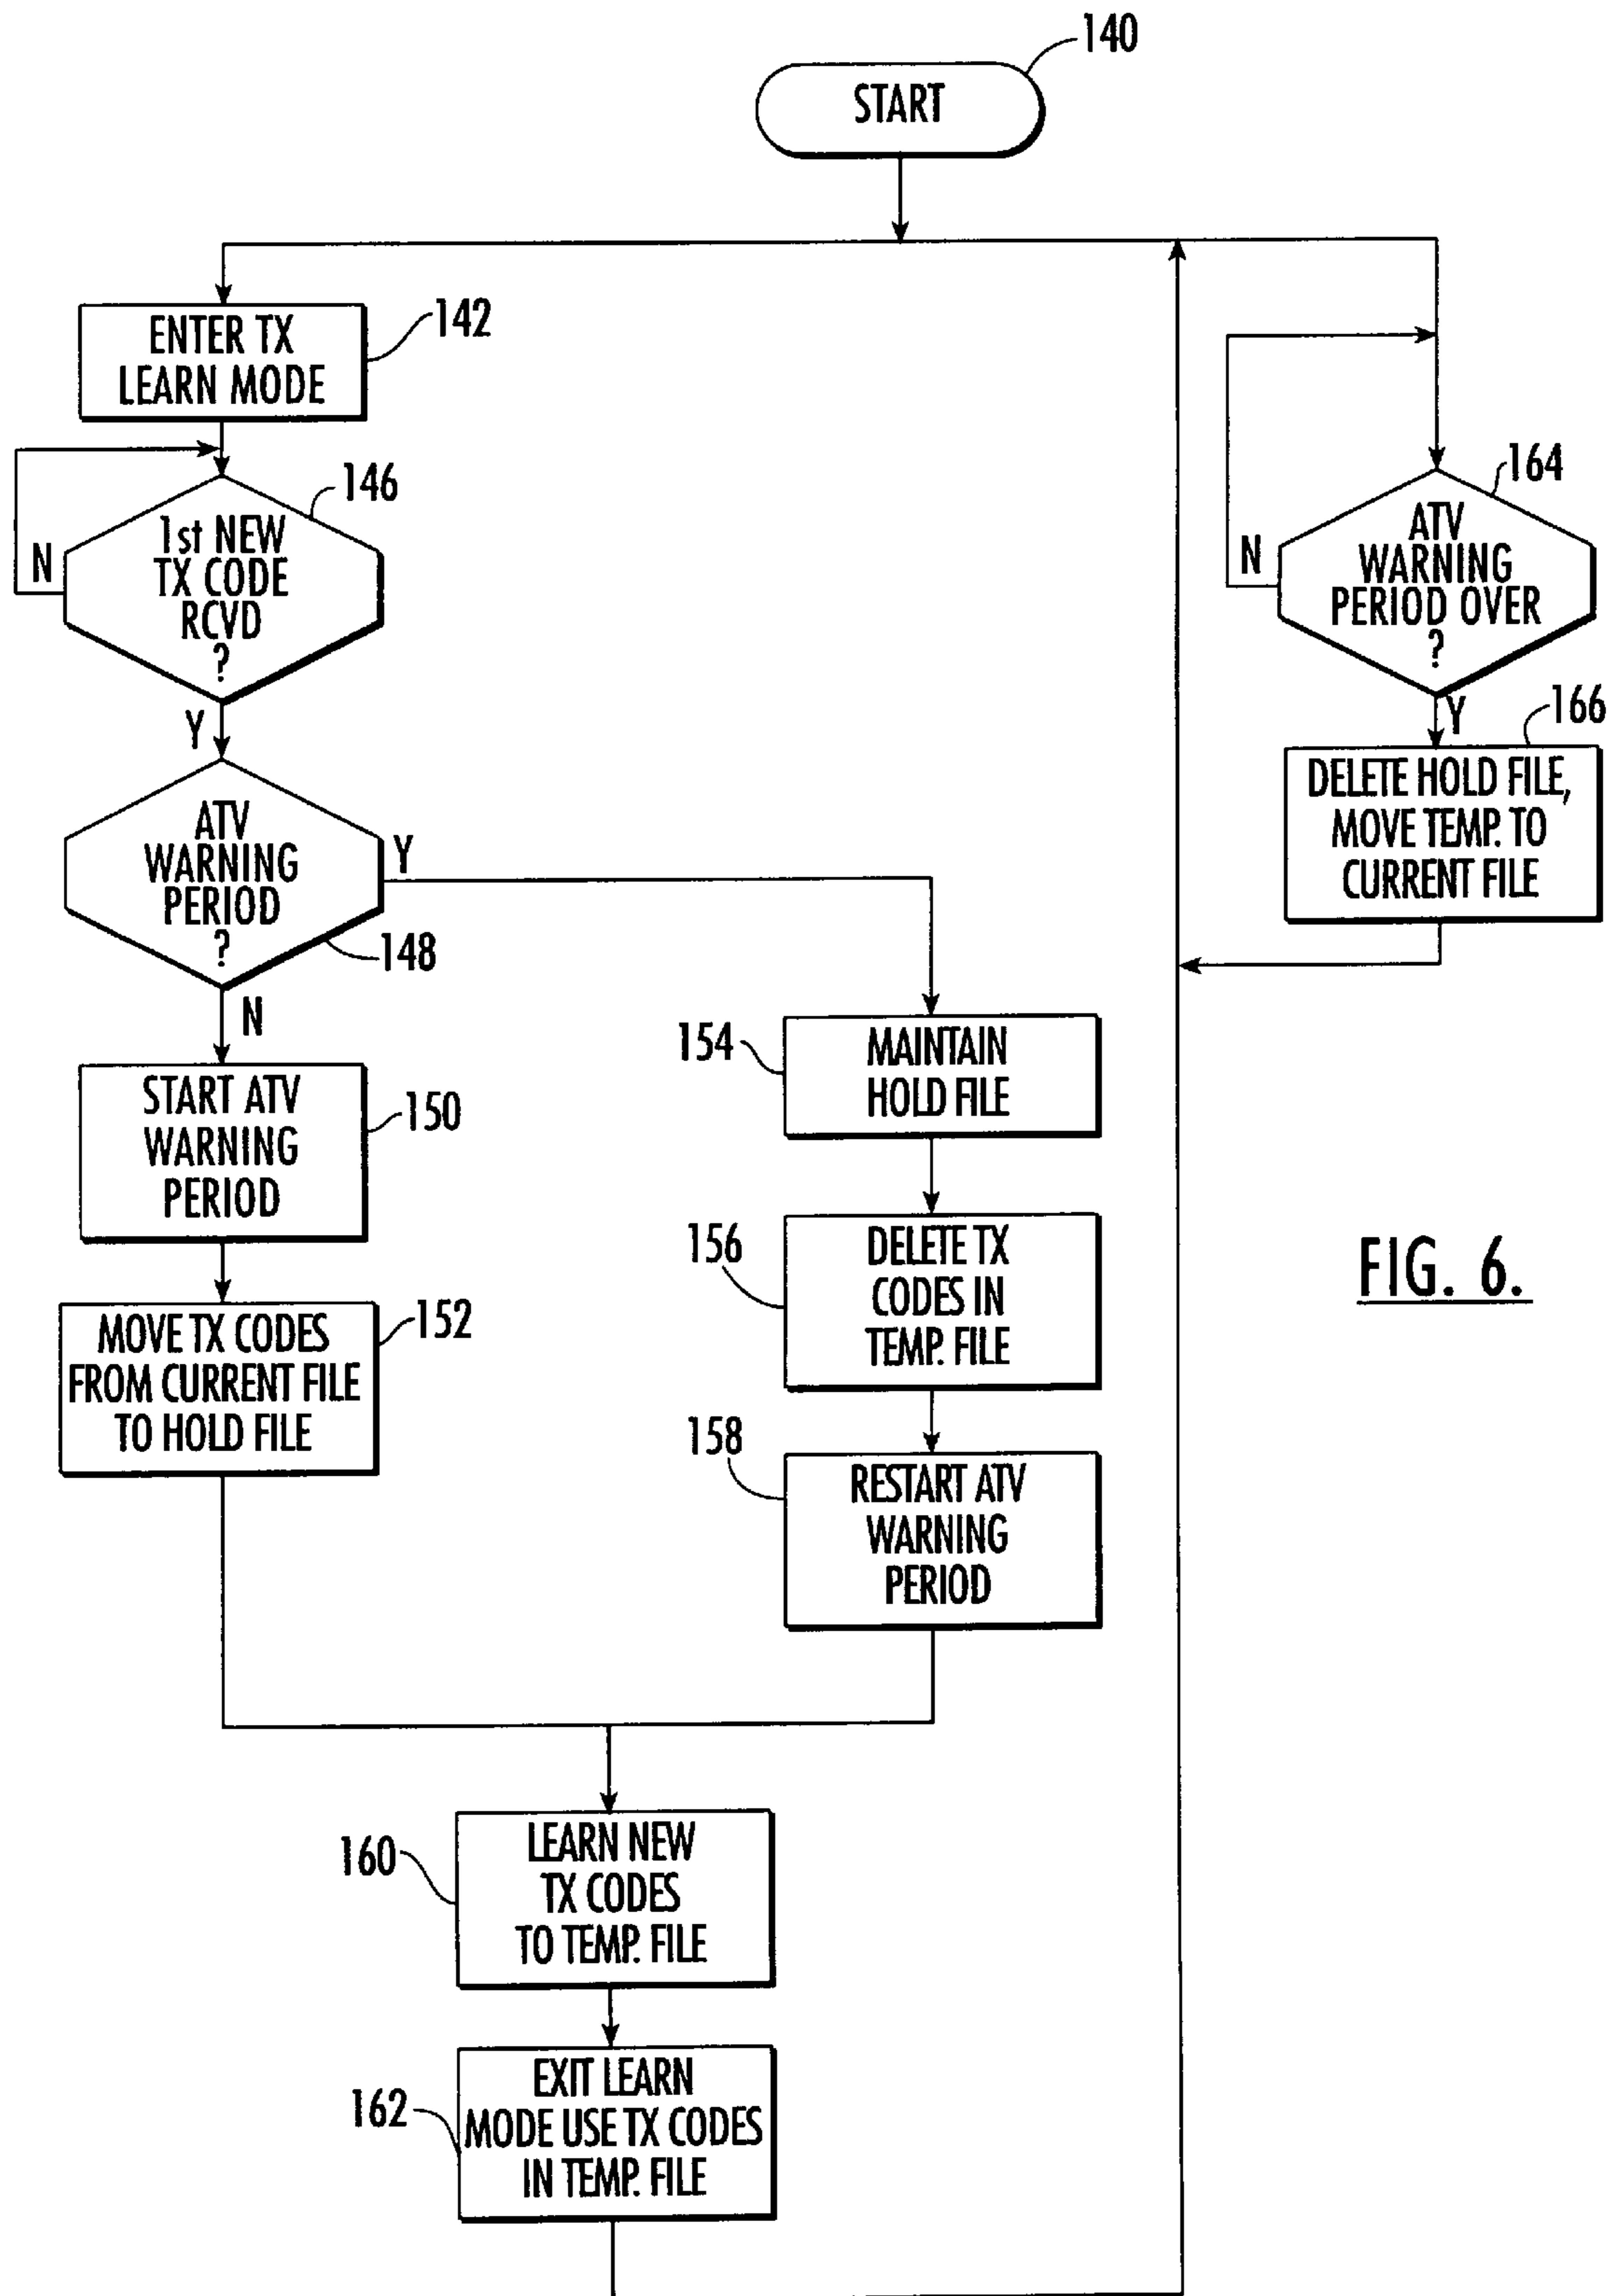 140
START
ENTER TX
LEARN MODE
142
146
1st NEW
TX CODE
RCVD
?
N
Y
ATV
WARNING
PERIOD
?
Y
148
N
START ATV
WARNING
PERIOD
150
MOVE TX CODES
FROM CURRENT FILE
TO HOLD FILE
152
154
MAINTAIN
HOLD FILE
156
DELETE TX
CODES IN
TEMP. FILE
158
RESTART ATV
WARNING
PERIOD
160
LEARN NEW
TX CODES
TO TEMP. FILE
162
EXIT LEARN
MODE USE TX CODES
IN TEMP. FILE
164
ATV
WARNING
PERIOD OVER
?
N
Y
166
DELETE HOLD FILE,
MOVE TEMP. TO
CURRENT FILE
FIG. 6.